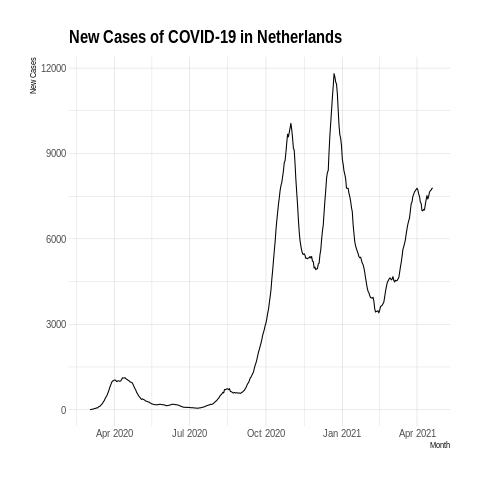 New Cases of COVID-19 in Netherlands
New Cases
12000
9000
6000
3000
0
Apr 2020 Jul 2020 Oct 2020 Jan 2021 Apr 2021
Month